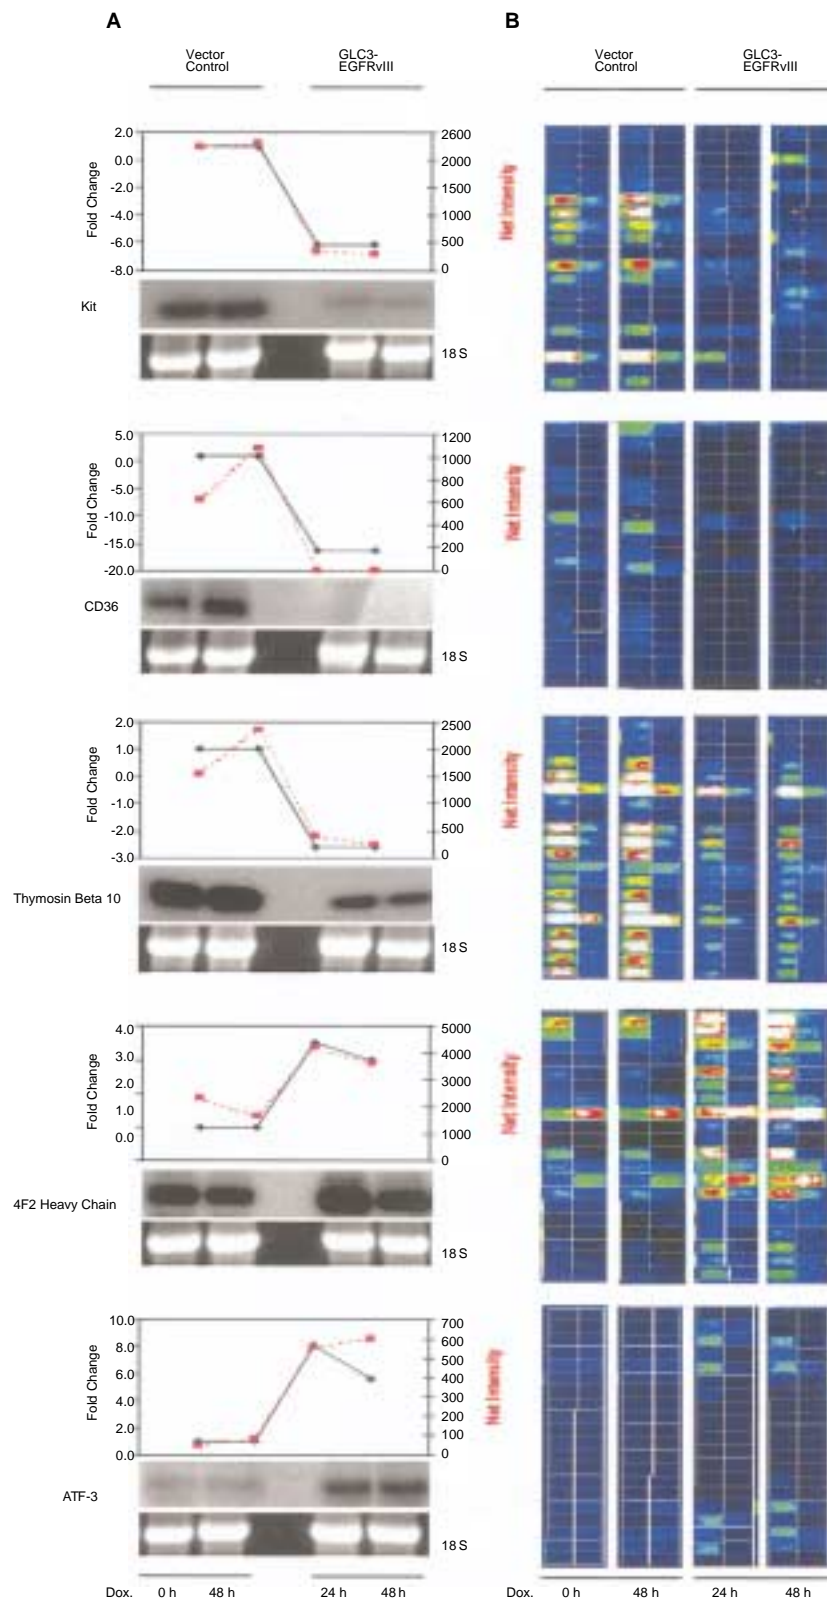 A
B
Vector
Control
GLC3-
EGFRvIII
Vector
Control
GLC3-
EGFRvIII
Fold Change
2.0
0.0
-2.0
-4.0
-6.0
-8.0
2600
2200
1500
1000
500
0
Net Intensity
Kit
18S
Fold Change
5.0
0.0
-5.0
-10.0
-15.0
-20.0
1200
1000
800
600
400
200
0
Net Intensity
CD36
18S
Fold Change
2.0
1.0
0.0
-1.0
-2.0
-3.0
2500
2000
1500
1000
500
0
Net Intensity
Thymosin Beta 10
18S
Fold Change
4.0
3.0
2.0
1.0
0.0
5000
4000
3000
2000
1000
0
Net Intensity
4F2 Heavy Chain
18S
Fold Change
10.0
8.0
6.0
4.0
2.0
0.0
700
600
500
400
300
200
100
0
Net Intensity
ATF-3
18S
Dox. 0 h 48 h 24 h 48 h
Dox. 0 h 48 h 24 h 48 h